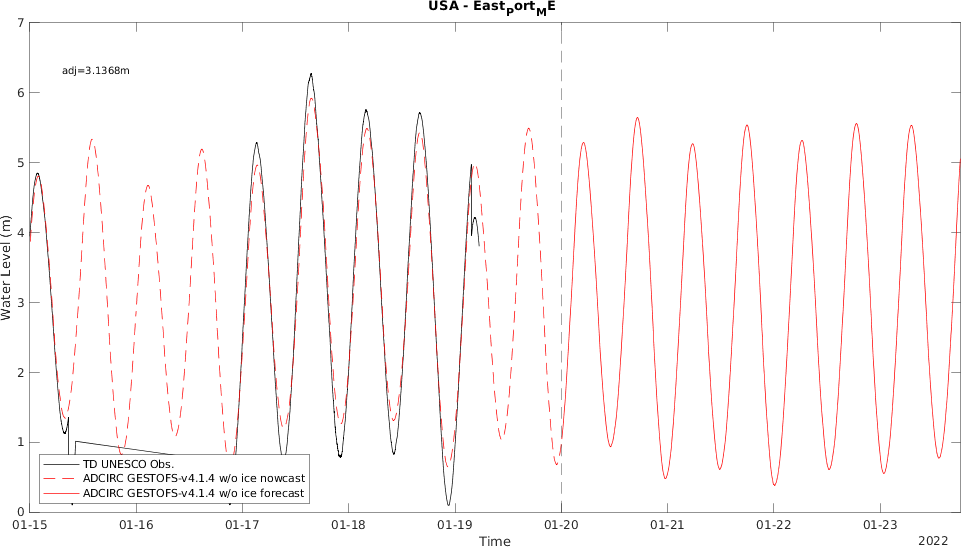 USA - East_Port_ME
adj=3.1368m
7
6
5
4
3
2
1
0
Water Level (m)
TD UNESCO Obs.
ADCIRC GESTOFS-v4.1.4 w/o ice nowcast
ADCIRC GESTOFS-v4.1.4 w/o ice forecast
01-15 01-16 01-17 01-18 01-19 01-20 01-21 01-22 01-23
Time
2022